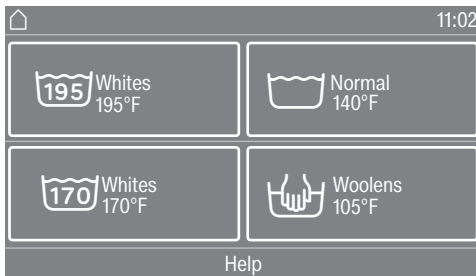 11:02
195 Whites
195°F
Normal
140°F
170 Whites
170°F
Woolens
105°F
Help